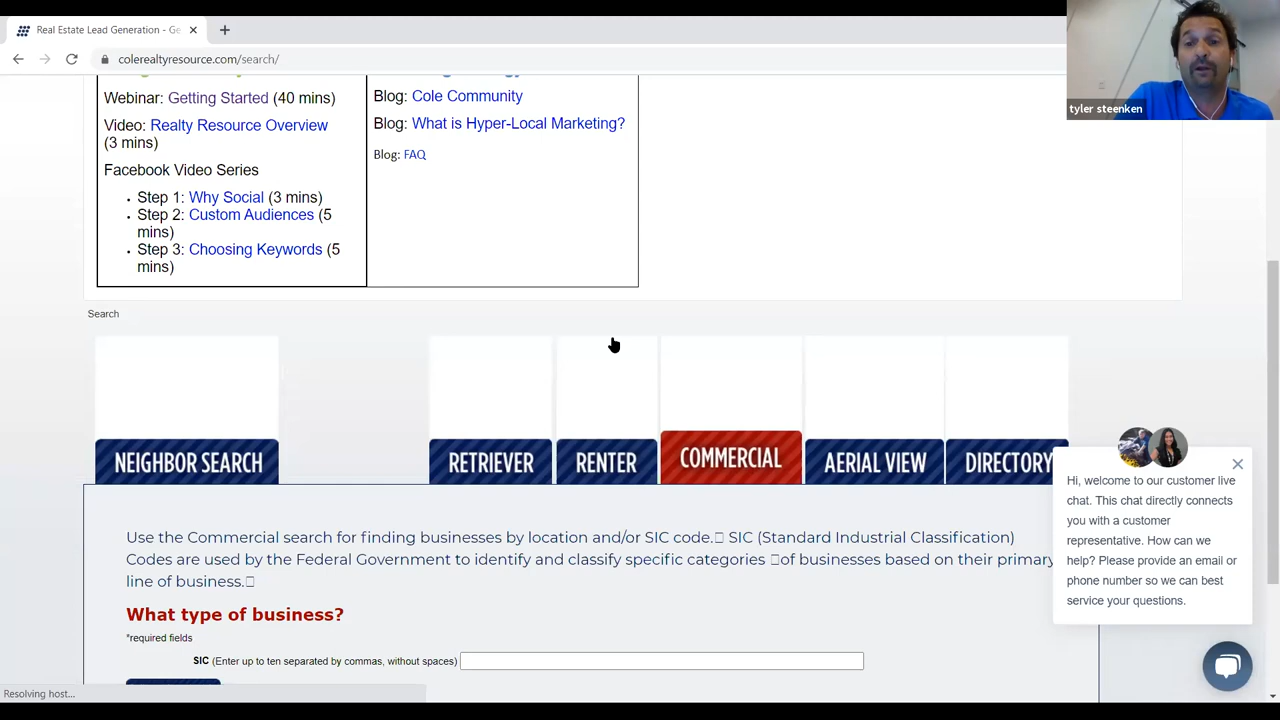 Real Estate Lead Generation - Ge
colerealtyresource.com/search/
tyler steenken
Webinar: Getting Started (40 mins)
Video: Realty Resource Overview
(3 mins)
Facebook Video Series
Step 1: Why Social (3 mins)
Step 2: Custom Audiences (5
mins)
Step 3: Choosing Keywords (5
mins)
Blog: Cole Community
Blog: What is Hyper-Local Marketing?
Blog: FAQ
Search
NEIGHBOR SEARCH
RETRIEVER
RENTER
COMMERCIAL
AERIAL VIEW
DIRECTORY
Use the Commercial search for finding businesses by location and/or SIC code. SIC (Standard Industrial Classification)
Codes are used by the Federal Government to identify and classify specific categories of businesses based on their primary
line of business.
What type of business?
*required fields
SIC (Enter up to ten separated by commas, without spaces)
Hi, welcome to our customer live
chat. This chat directly connects
you with a customer
representative. How can we
help? Please provide an email or
phone number so we can best
service your questions.
Resolving host...